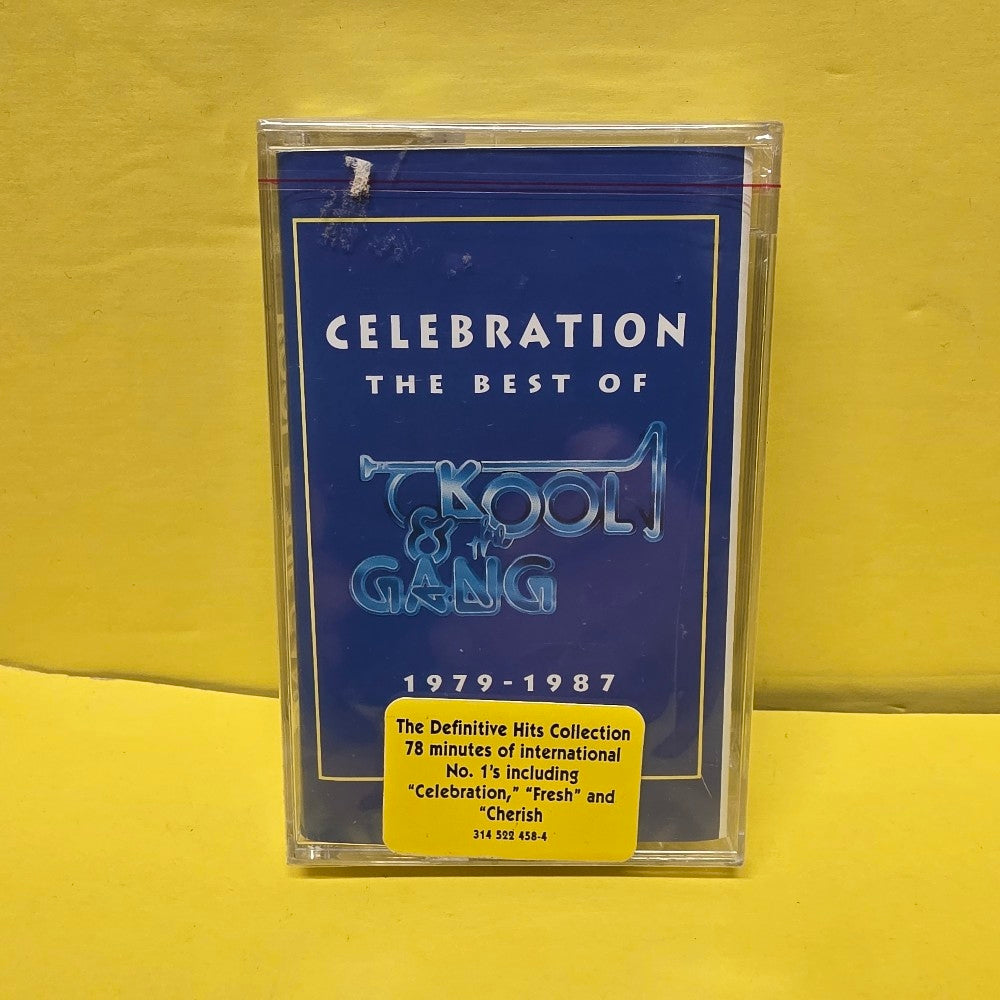 CELEBRATION
THE BEST OF
KOOL
& the
GANG
1979-1987
The Definitive Hits Collection
78 minutes of international
No. 1's including
"Celebration," "Fresh" and
"Cherish
314 522 458-4